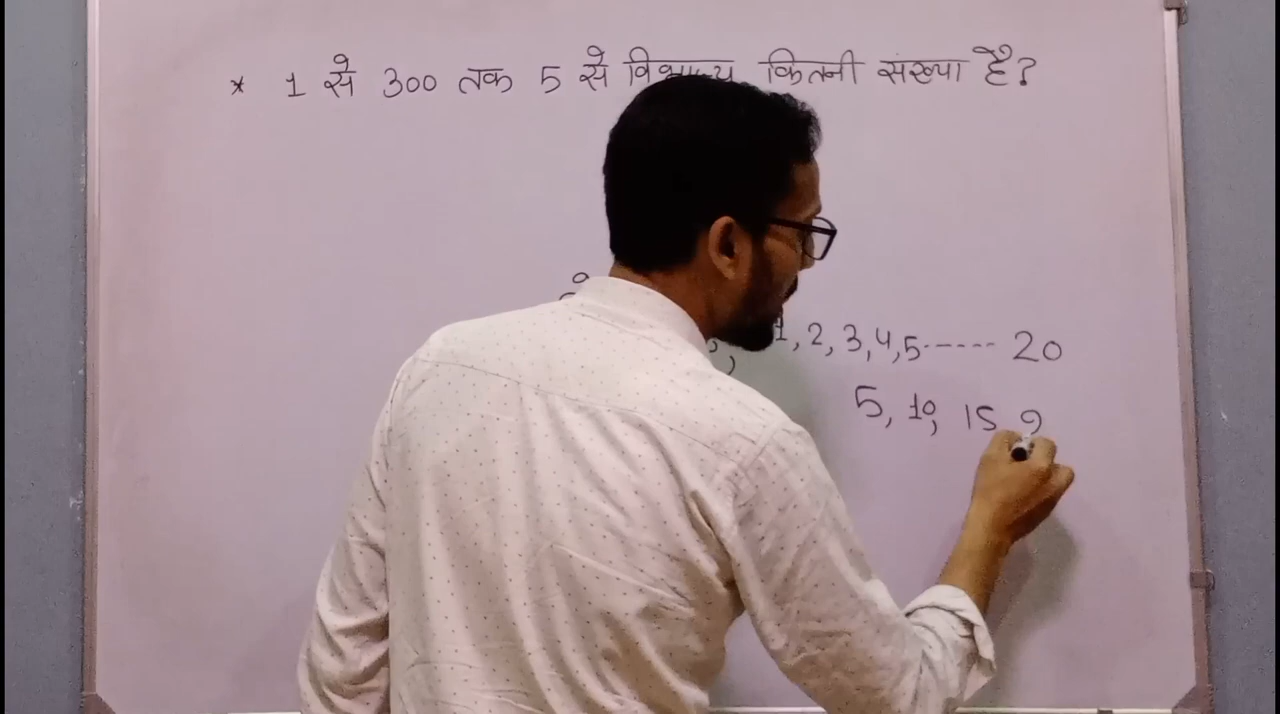 * 1 से 300 तक 5 से कितनी संख्या है?
1, 2, 3, 4, 5------ 20
5, 10, 15